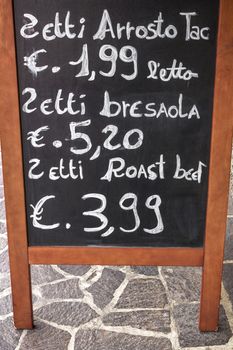 2etti Arrosto Tac
€. 1,99 l'etto
2etti bresaola
€. 5,20
2etti Roast beef
€. 3,99